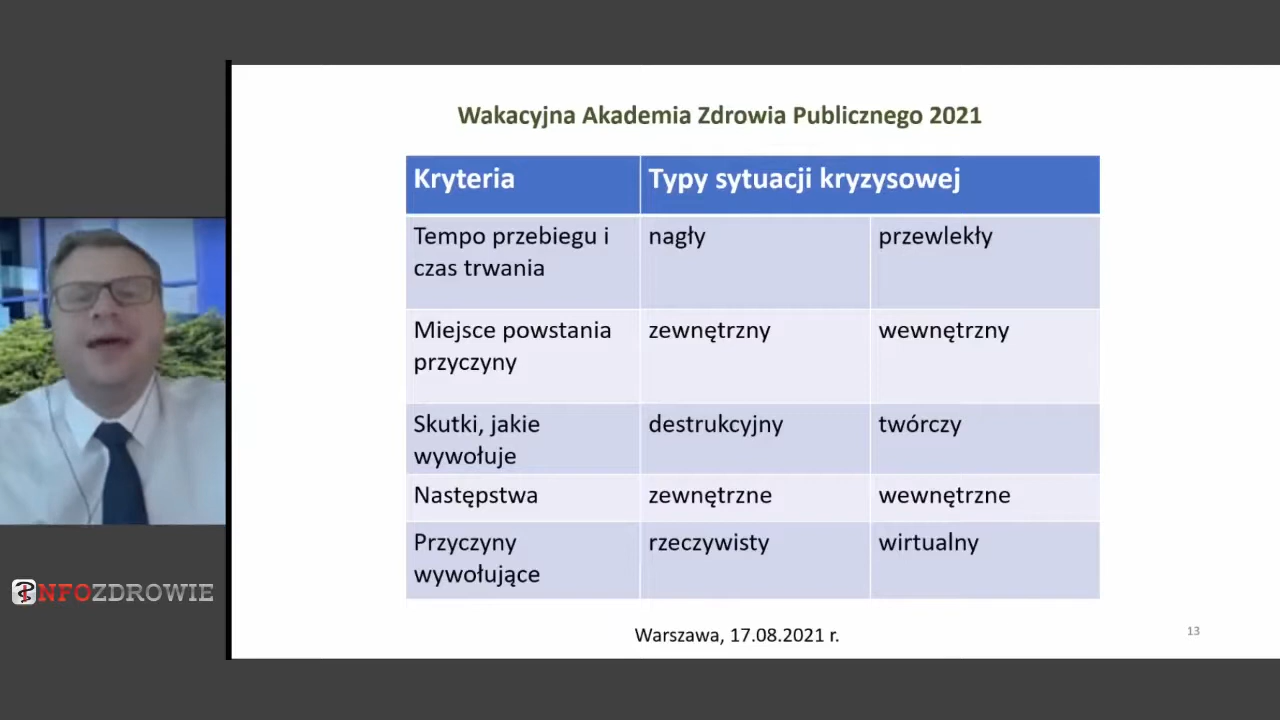 Wakacyjna Akademia Zdrowia Publicznego 2021
Kryteria
Typy sytuacji kryzysowej
Tempo przebiegu i
czas trwania
nagły
przewlekły
Miejsce powstania
przyczyny
zewnętrzny
wewnętrzny
Skutki, jakie
wywołuje
destrukcyjny
twórczy
Następstwa
zewnętrzne
wewnętrzne
Przyczyny
wywołujące
rzeczywisty
wirtualny
Warszawa, 17.08.2021 r.
13
INFOZDROWIE